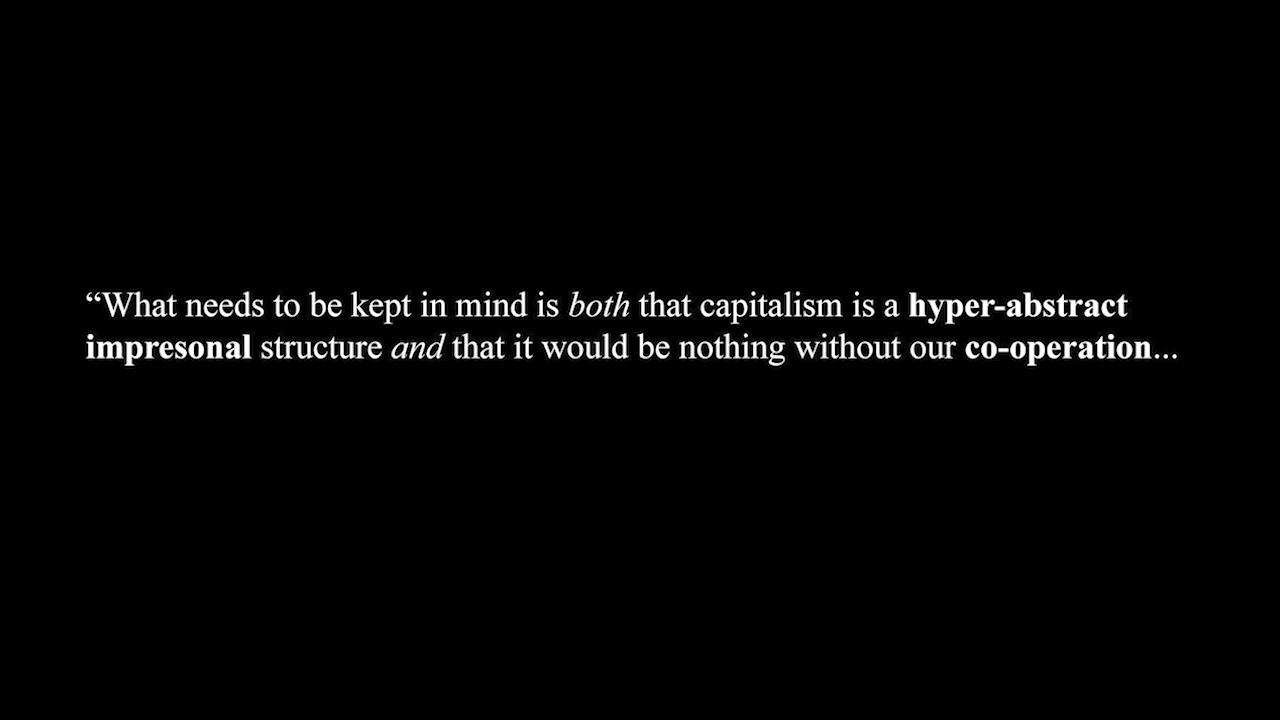 “What needs to be kept in mind is both that capitalism is a hyper-abstract
impresonal structure and that it would be nothing without our co-operation...